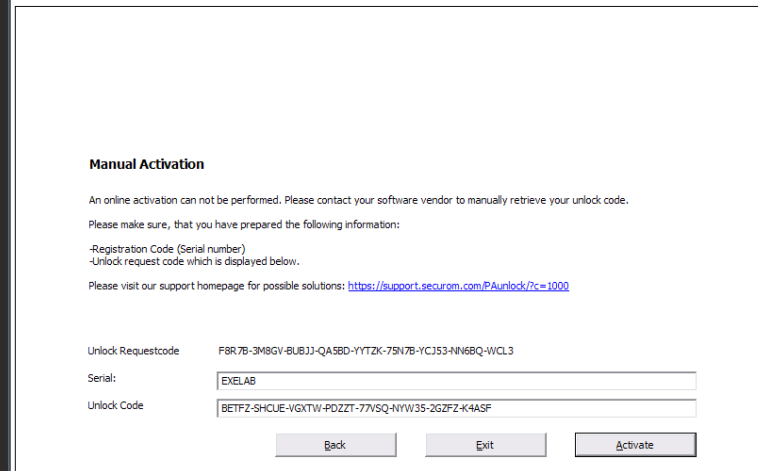 Manual Activation
An online activation can not be performed. Please contact your software vendor to manually retrieve your unlock code.
Please make sure, that you have prepared the following information:
-Registration Code (Serial number)
-Unlock request code which is displayed below.
Please visit our support homepage for possible solutions: https://support.securom.com/PAunlock/?c=1000
Unlock Requestcode F8R7B-3M8GV-BUBJJ-QA5BD-YYTZK-75N7B-YCJ53-NN6BQ-WCL3
Serial: EXELAB
Unlock Code BETFZ-SHCUE-VGXTW-PDZZT-77VSQ-NYW35-2GZFZ-K4ASF
Back Exit Activate